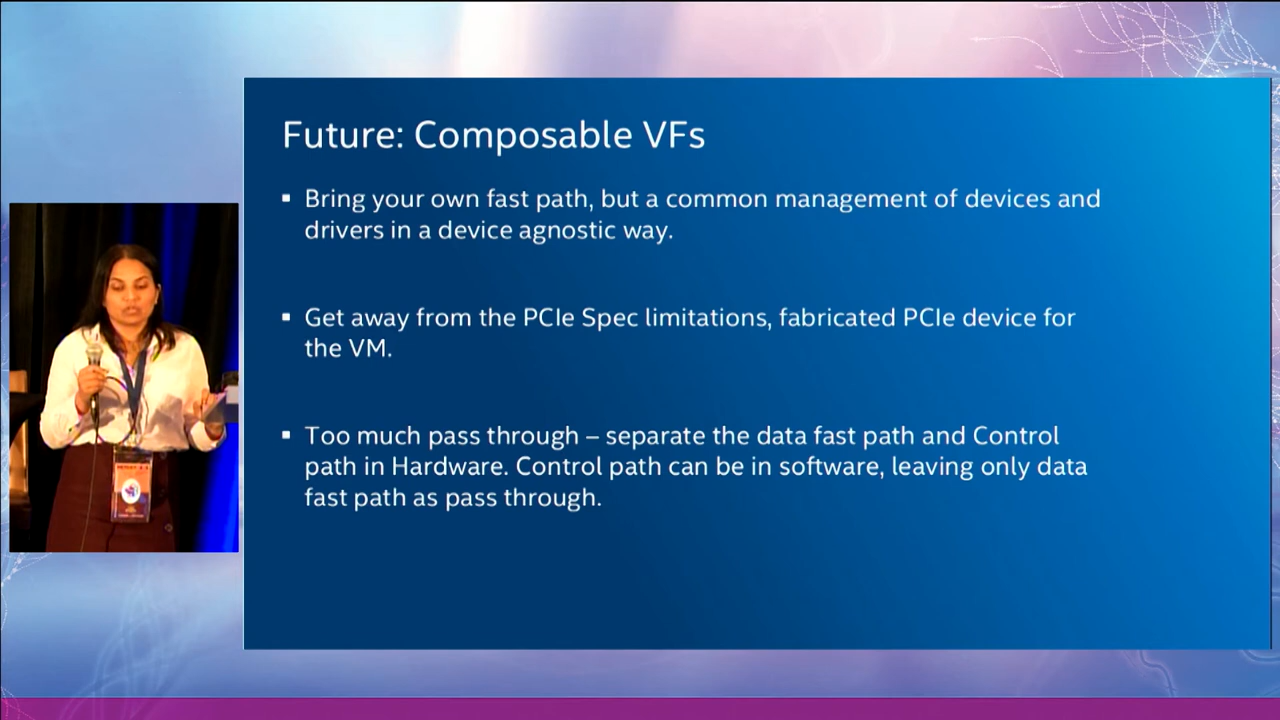 Future: Composable VFs
▪ Bring your own fast path, but a common management of devices and
drivers in a device agnostic way.
▪ Get away from the PCIe Spec limitations, fabricated PCIe device for
the VM.
▪ Too much pass through – separate the data fast path and Control
path in Hardware. Control path can be in software, leaving only data
fast path as pass through.